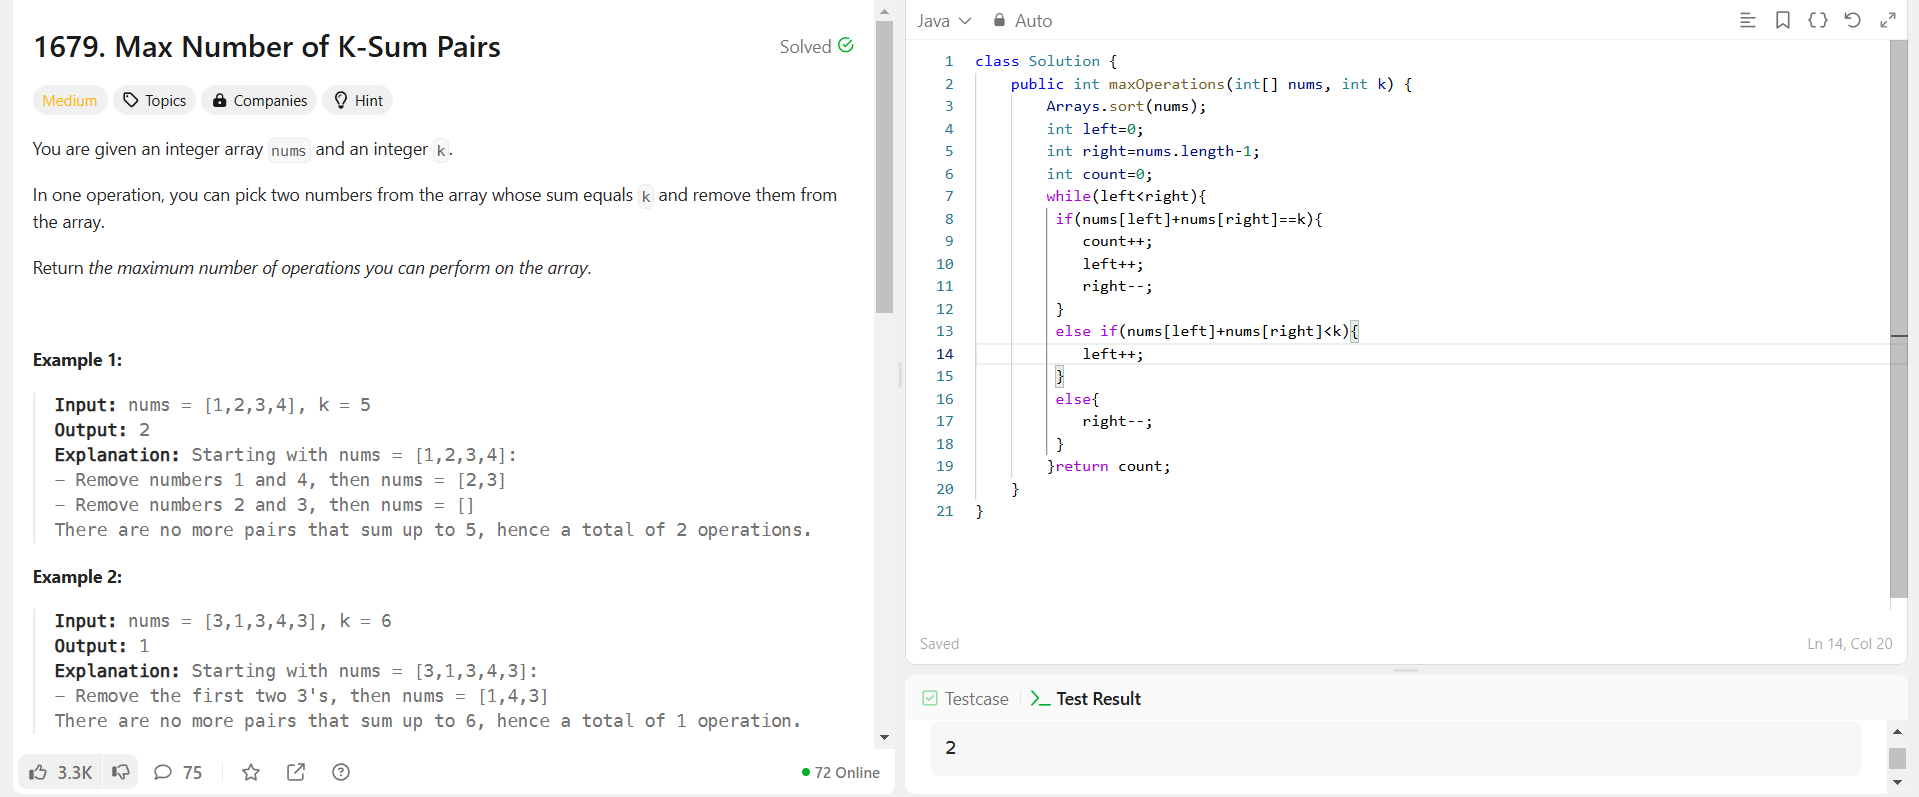 1679. Max Number of K-Sum Pairs
Solved
Medium
Topics
Companies
Hint
You are given an integer array nums and an integer k.
In one operation, you can pick two numbers from the array whose sum equals k and remove them from
the array.
Return the maximum number of operations you can perform on the array.
Example 1:
Input: nums = [1,2,3,4], k = 5
Output: 2
Explanation: Starting with nums = [1,2,3,4]:
- Remove numbers 1 and 4, then nums = [2,3]
- Remove numbers 2 and 3, then nums = []
There are no more pairs that sum up to 5, hence a total of 2 operations.
Example 2:
Input: nums = [3,1,3,4,3], k = 6
Output: 1
Explanation: Starting with nums = [3,1,3,4,3]:
- Remove the first two 3's, then nums = [1,4,3]
There are no more pairs that sum up to 6, hence a total of 1 operation.
3.3K
75
72 Online
Java
Auto
1 class Solution {
2 public int maxOperations(int[] nums, int k) {
3 Arrays.sort(nums);
4 int left=0;
5 int right=nums.length-1;
6 int count=0;
7 while(left<right){
8 if(nums[left]+nums[right]==k){
9 count++;
10 left++;
11 right--;
12 }
13 else if(nums[left]+nums[right]<k){
14 left++;
15 }
16 else{
17 right--;
18 }
19 }return count;
20 }
21 }
Saved
Ln 14, Col 20
Testcase
Test Result
2